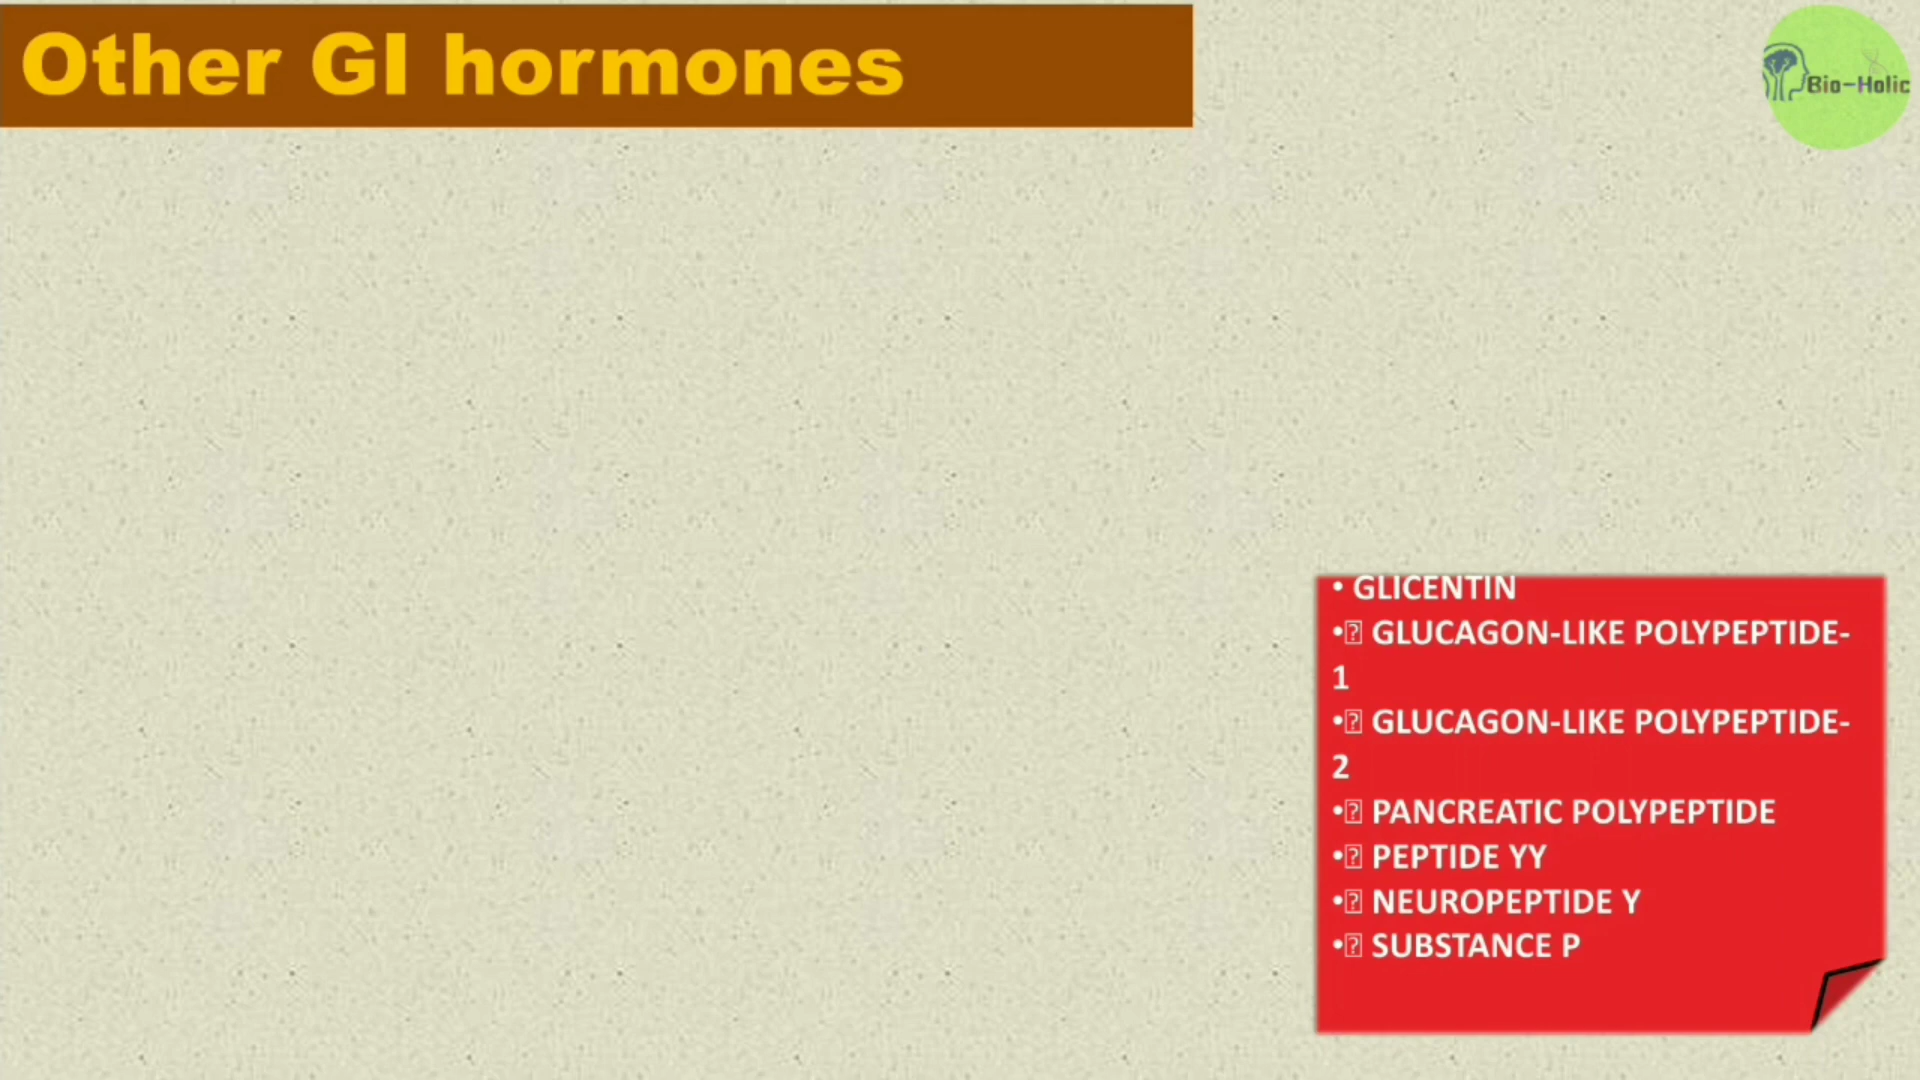 Other GI hormones
Bio-Holic
• GLICENTIN
•⍰ GLUCAGON-LIKE POLYPEPTIDE-
1
•⍰ GLUCAGON-LIKE POLYPEPTIDE-
2
•⍰ PANCREATIC POLYPEPTIDE
•⍰ PEPTIDE YY
•⍰ NEUROPEPTIDE Y
•⍰ SUBSTANCE P